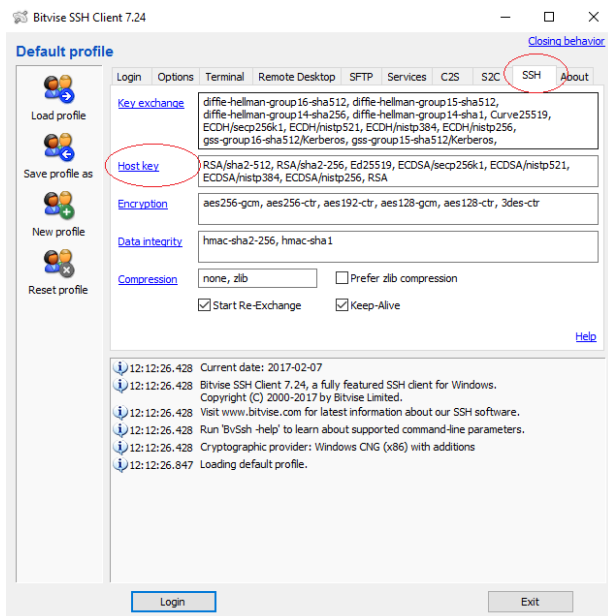 Bitvise SSH Client 7.24
Default profile
Closing behavior
Login Options Terminal Remote Desktop SFTP Services C2S S2C SSH About
Load profile
Save profile as
New profile
Reset profile
Key exchange
diffie-hellman-group16-sha512, diffie-hellman-group15-sha512,
diffie-hellman-group14-sha256, diffie-hellman-group14-sha1, Curve25519,
ECDH/secp256k1, ECDH/nistp521, ECDH/nistp384, ECDH/nistp256,
gss-group16-sha512/Kerberos, gss-group15-sha512/Kerberos,
Host key
RSA/sha2-512, RSA/sha2-256, Ed25519, ECDSA/secp256k1, ECDSA/nistp521,
ECDSA/nistp384, ECDSA/nistp256, RSA
Encryption
aes256-gcm, aes256-ctr, aes192-ctr, aes128-gcm, aes128-ctr, 3des-ctr
Data integrity
hmac-sha2-256, hmac-sha1
Compression
none, zlib
Prefer zlib compression
Start Re-Exchange
Keep-Alive
Help
12:12:26.428 Current date: 2017-02-07
12:12:26.428 Bitvise SSH Client 7.24, a fully featured SSH client for Windows.
Copyright (C) 2000-2017 by Bitvise Limited.
12:12:26.428 Visit www.bitvise.com for latest information about our SSH software.
12:12:26.428 Run 'BvSsh -help' to learn about supported command-line parameters.
12:12:26.428 Cryptographic provider: Windows CNG (x86) with additions
12:12:26.847 Loading default profile.
Login
Exit